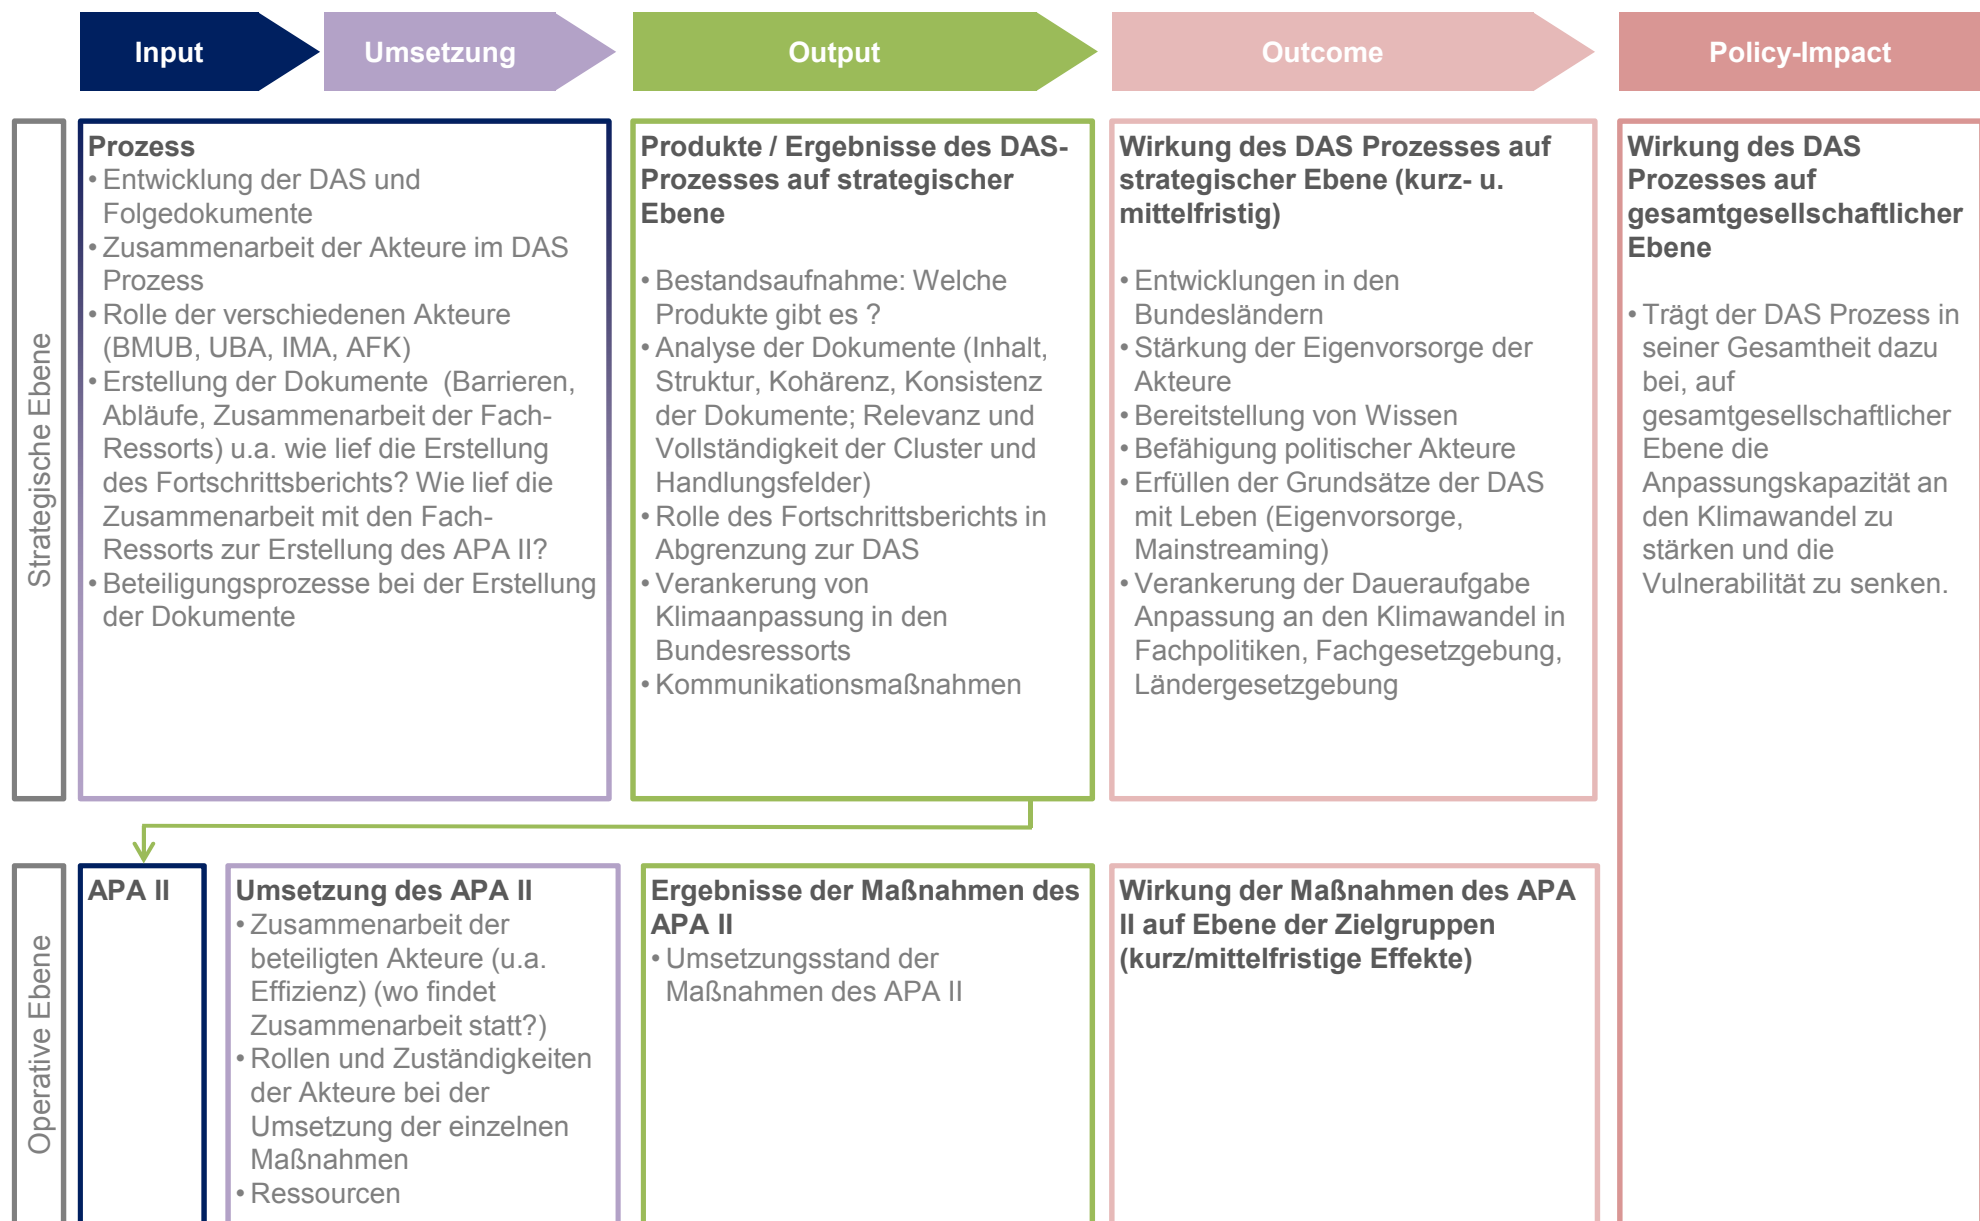 Input
Umsetzung
Output
Outcome
Policy-Impact
Strategische Ebene
Prozess
• Entwicklung der DAS und
Folgedokumente
• Zusammenarbeit der Akteure im DAS
Prozess
• Rolle der verschiedenen Akteure
(BMUB, UBA, IMA, AFK)
• Erstellung der Dokumente (Barrieren,
Abläufe, Zusammenarbeit der Fach-
Ressorts) u.a. wie lief die Erstellung
des Fortschrittsberichts? Wie lief die
Zusammenarbeit mit den Fach-
Ressorts zur Erstellung des APA II?
• Beteiligungsprozesse bei der Erstellung
der Dokumente
Produkte / Ergebnisse des DAS-
Prozesses auf strategischer
Ebene
• Bestandsaufnahme: Welche
Produkte gibt es ?
• Analyse der Dokumente (Inhalt,
Struktur, Kohärenz, Konsistenz
der Dokumente; Relevanz und
Vollständigkeit der Cluster und
Handlungsfelder)
• Rolle des Fortschrittsberichts in
Abgrenzung zur DAS
• Verankerung von
Klimaanpassung in den
Bundesressorts
• Kommunikationsmaßnahmen
Wirkung des DAS Prozesses auf
strategischer Ebene (kurz- u.
mittelfristig)
• Entwicklungen in den
Bundesländern
• Stärkung der Eigenvorsorge der
Akteure
• Bereitstellung von Wissen
• Befähigung politischer Akteure
• Erfüllen der Grundsätze der DAS
mit Leben (Eigenvorsorge,
Mainstreaming)
• Verankerung der Daueraufgabe
Anpassung an den Klimawandel in
Fachpolitiken, Fachgesetzgebung,
Ländergesetzgebung
Wirkung des DAS
Prozesses auf
gesamtgesellschaftlicher
Ebene
• Trägt der DAS Prozess in
seiner Gesamtheit dazu
bei, auf
gesamtgesellschaftlicher
Ebene die
Anpassungskapazität an
den Klimawandel zu
stärken und die
Vulnerabilität zu senken.
Operative Ebene
APA II
Umsetzung des APA II
• Zusammenarbeit der
beteiligten Akteure (u.a.
Effizienz) (wo findet
Zusammenarbeit statt?)
• Rollen und Zuständigkeiten
der Akteure bei der
Umsetzung der einzelnen
Maßnahmen
• Ressourcen
Ergebnisse der Maßnahmen des
APA II
• Umsetzungsstand der
Maßnahmen des APA II
Wirkung der Maßnahmen des APA
II auf Ebene der Zielgruppen
(kurz/mittelfristige Effekte)